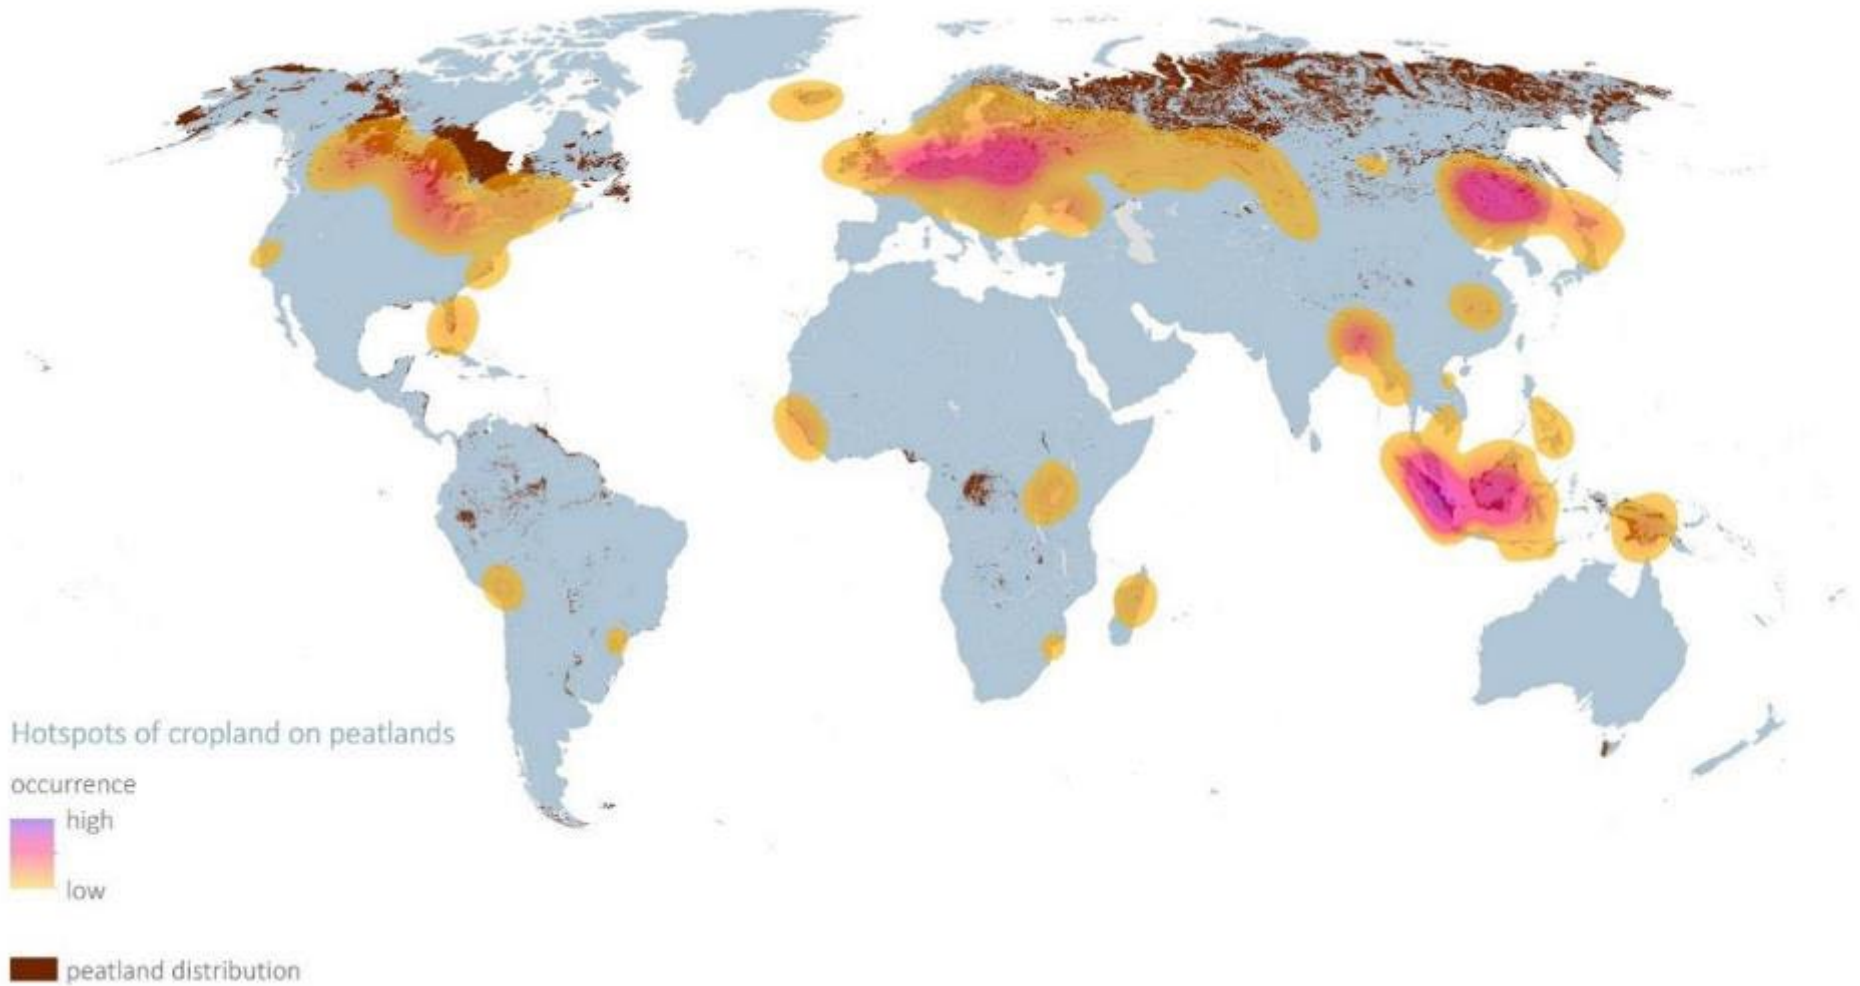 Hotspots of cropland on peatlands
occurrence
high
low
peatland distribution